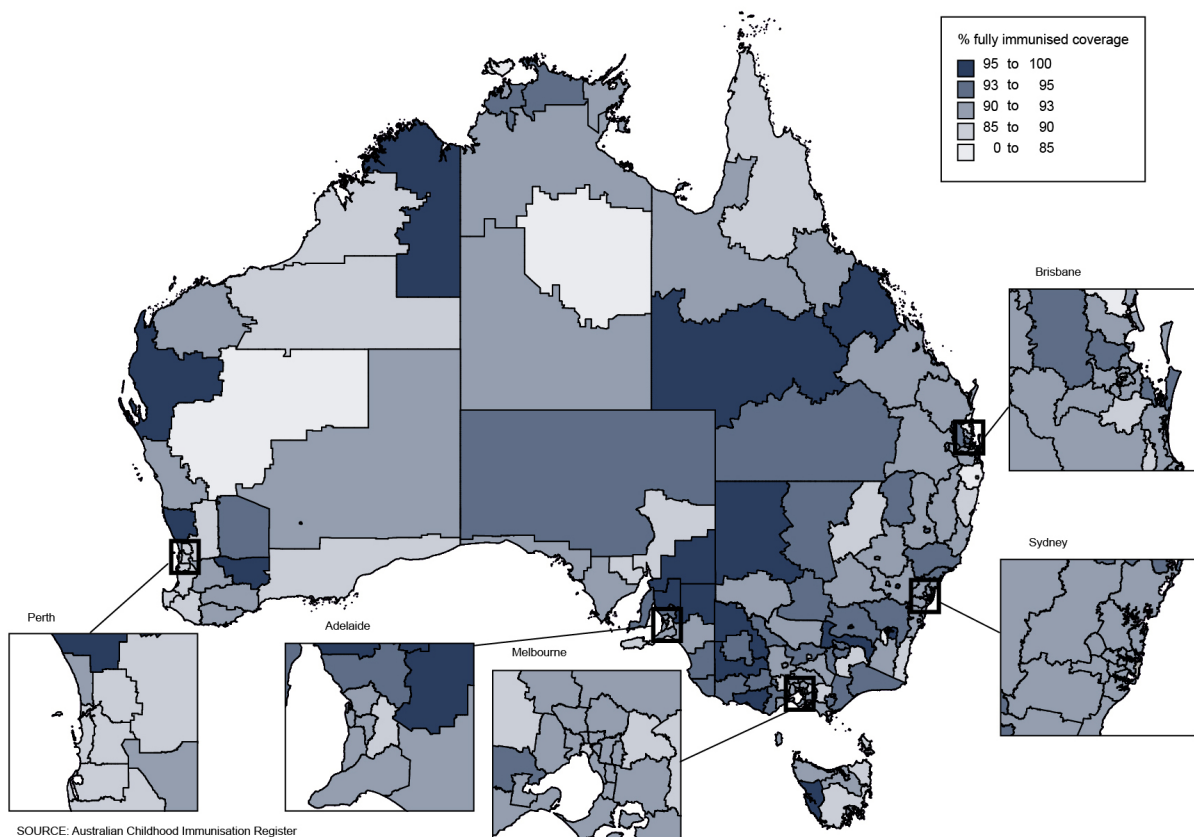 % fully immunised coverage
95 to 100
93 to 95
90 to 93
85 to 90
0 to 85
Brisbane
Sydney
Perth
Adelaide
Melbourne
SOURCE: Australian Childhood Immunisation Register